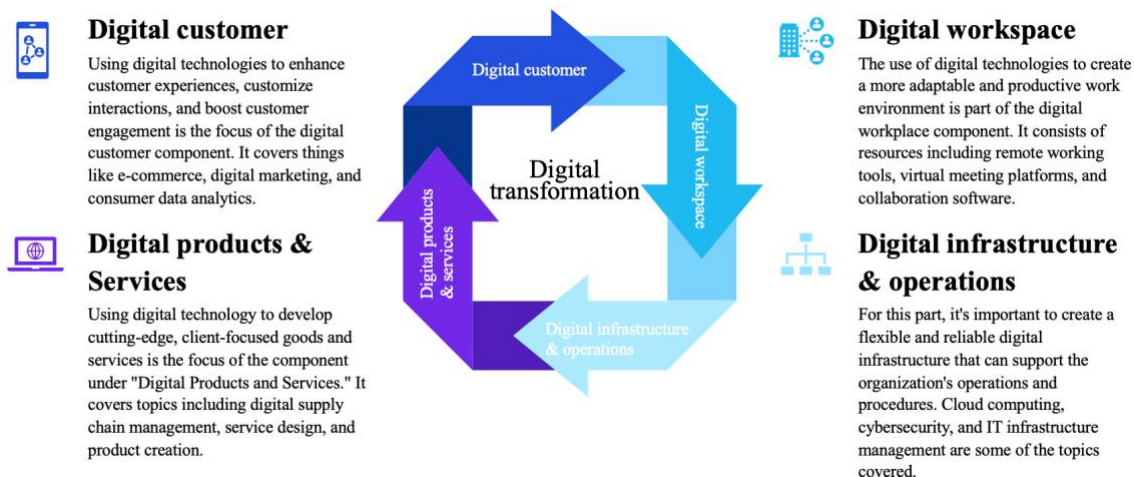 Digital customer
Using digital technologies to enhance
customer experiences, customize
interactions, and boost customer
engagement is the focus of the digital
customer component. It covers things
like e-commerce, digital marketing, and
consumer data analytics.
Digital products &
Services
Using digital technology to develop
cutting-edge, client-focused goods and
services is the focus of the component
under "Digital Products and Services." It
covers topics including digital supply
chain management, service design, and
product creation.
Digital customer
Digital workspace
Digital
transformation
Digital products
& services
Digital infrastructure
& operations
Digital workspace
The use of digital technologies to create
a more adaptable and productive work
environment is part of the digital
workplace component. It consists of
resources including remote working
tools, virtual meeting platforms, and
collaboration software.
Digital infrastructure
& operations
For this part, it's important to create a
flexible and reliable digital
infrastructure that can support the
organization's operations and
procedures. Cloud computing,
cybersecurity, and IT infrastructure
management are some of the topics
covered.